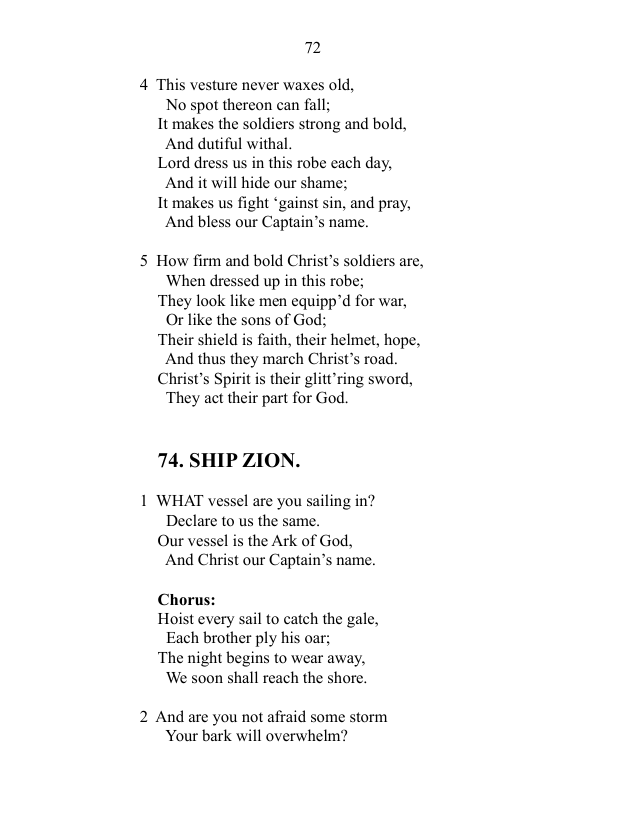 72
4 This vesture never waxes old,
No spot thereon can fall;
It makes the soldiers strong and bold,
And dutiful withal.
Lord dress us in this robe each day,
And it will hide our shame;
It makes us fight ‘gainst sin, and pray,
And bless our Captain’s name.
5 How firm and bold Christ’s soldiers are,
When dressed up in this robe;
They look like men equipp’d for war,
Or like the sons of God;
Their shield is faith, their helmet, hope,
And thus they march Christ’s road.
Christ’s Spirit is their glitt’ring sword,
They act their part for God.
74. SHIP ZION.
1 WHAT vessel are you sailing in?
Declare to us the same.
Our vessel is the Ark of God,
And Christ our Captain’s name.
Chorus:
Hoist every sail to catch the gale,
Each brother ply his oar;
The night begins to wear away,
We soon shall reach the shore.
2 And are you not afraid some storm
Your bark will overwhelm?